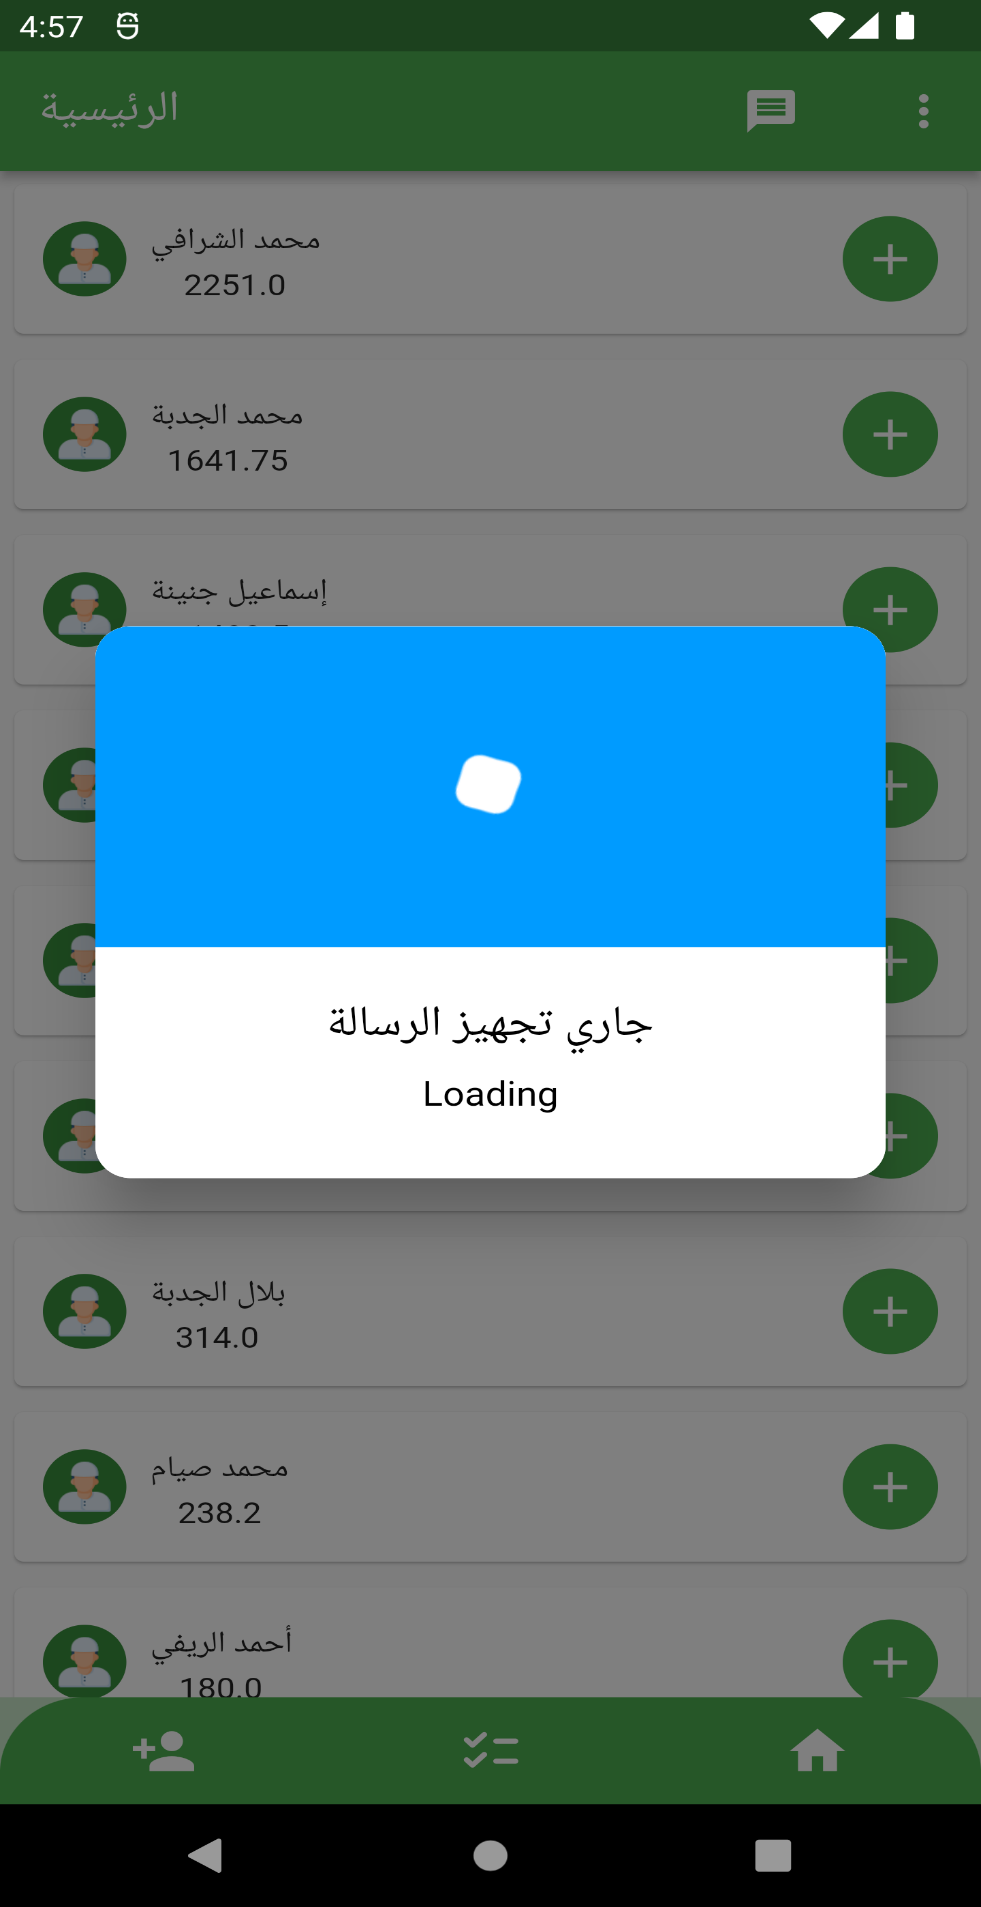 4:57
الرئيسية
محمد الشرافي
2251.0
محمد الجدبة
1641.75
إسماعيل جنينة
جاري تجهيز الرسالة
Loading
بلال الجدبة
314.0
محمد صيام
238.2
أحمد الريفي
180.0